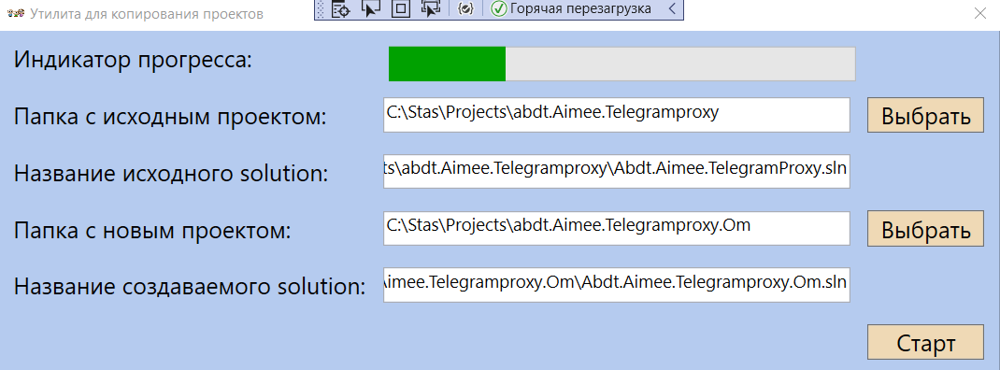 Утилита для копирования проектов
Горячая перезагрузка
Индикатор прогресса:
Папка с исходным проектом:
C:\Stas\Projects\abdt.Aimee.Telegramproxy
Выбрать
Название исходного solution:
ts\abdt.Aimee.Telegramproxy\Abdt.Aimee.TelegramProxy.sln
Папка с новым проектом:
C:\Stas\Projects\abdt.Aimee.Telegramproxy.Om
Выбрать
Название создаваемого solution:
Aimee.Telegramproxy.Om\Abdt.Aimee.Telegramproxy.Om.sln
Старт